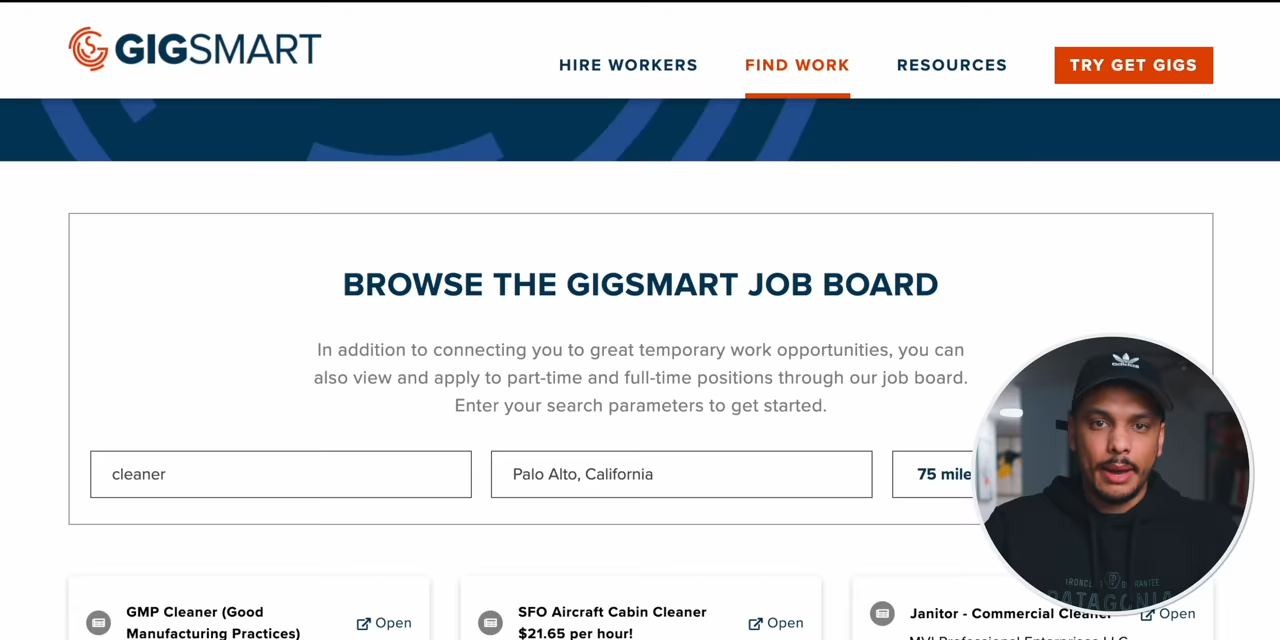 GIGSMART
HIRE WORKERS
FIND WORK
RESOURCES
TRY GET GIGS
BROWSE THE GIGSMART JOB BOARD
In addition to connecting you to great temporary work opportunities, you can
also view and apply to part-time and full-time positions through our job board.
Enter your search parameters to get started.
cleaner
Palo Alto, California
75 mile
GMP Cleaner (Good
Manufacturing Practices)
Open
SFO Aircraft Cabin Cleaner
$21.65 per hour!
Open
Janitor - Commercial Cleaner
Open
adidas
PATAGONIA